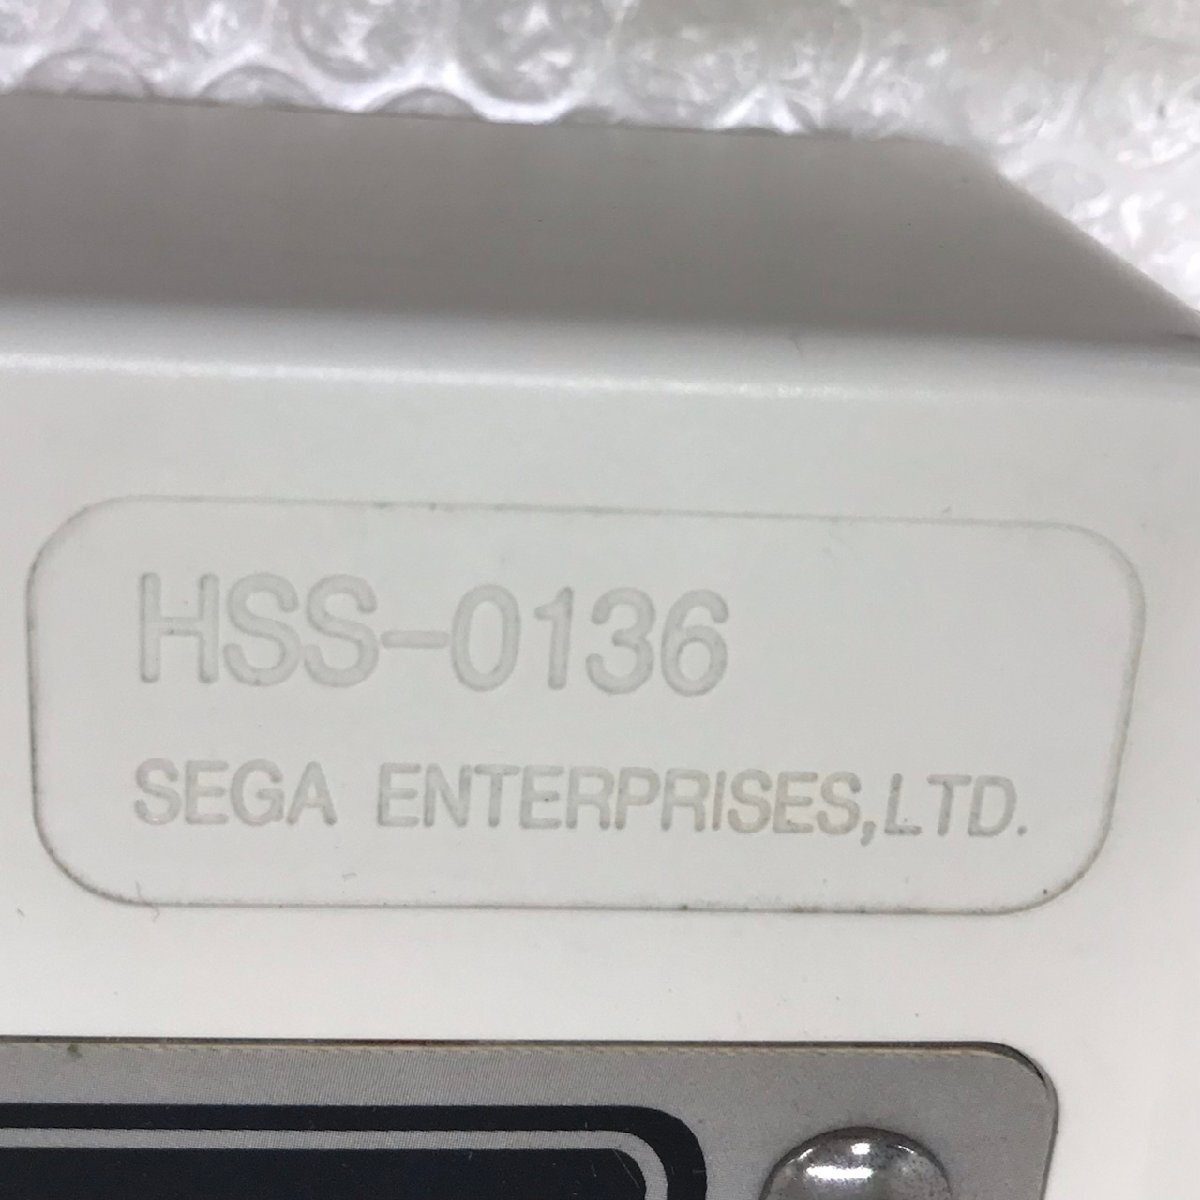 HSS-0136
SEGA ENTERPRISES,LTD.